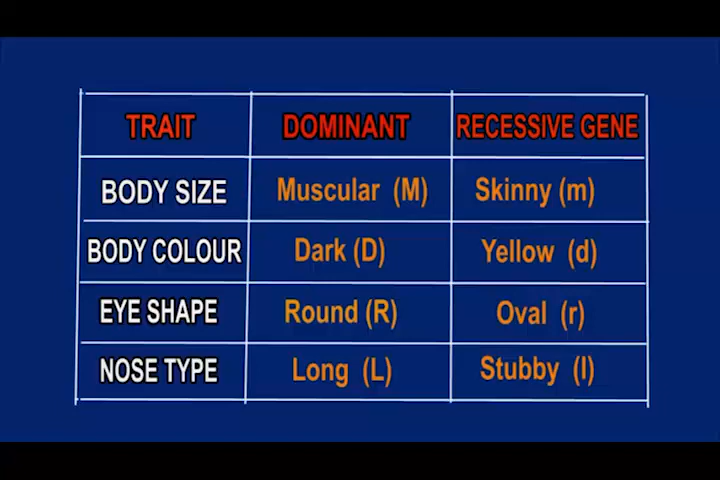 TRAIT DOMINANT RECESSIVE GENE
BODY SIZE Muscular (M) Skinny (m)
BODY COLOUR Dark (D) Yellow (d)
EYE SHAPE Round (R) Oval (r)
NOSE TYPE Long (L) Stubby (l)